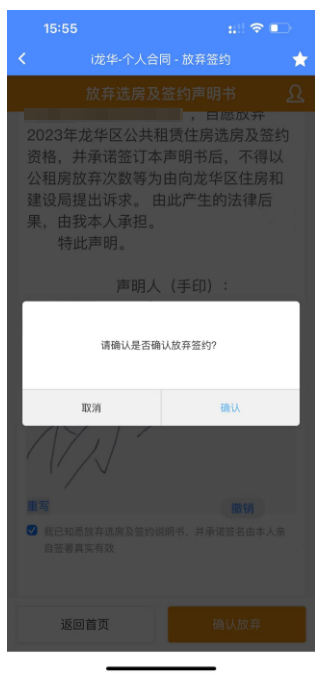 15:55
i龙华-个人合同 - 放弃签约
放弃选房及签约声明书
，自愿放弃
2023年龙华区公共租赁住房选房及签约
资格，并承诺签订本声明书后，不得以
公租房放弃次数等为由向龙华区住房和
建设局提出诉求。由此产生的法律后
果，由我本人承担。
特此声明。
声明人（手印）：
请确认是否确认放弃签约?
取消 确认
重写 撤销
我已知悉放弃选房及签约说明书，并承诺签名由本人亲
自签署真实有效
返回首页 确认放弃